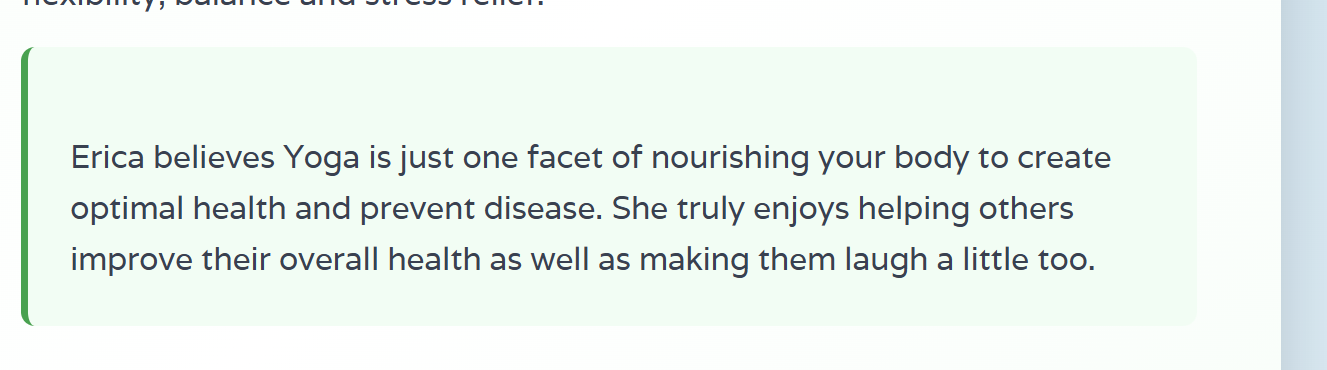 flexibility, balance and stress relief.
Erica believes Yoga is just one facet of nourishing your body to create
optimal health and prevent disease. She truly enjoys helping others
improve their overall health as well as making them laugh a little too.